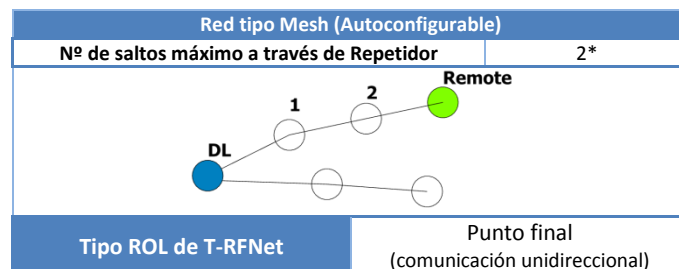 Red tipo Mesh (Autoconfigurable)
Nº de saltos máximo a través de Repetidor 2*
Remote
2
1
DL
Tipo ROL de T-RFNet
Punto final
(comunicación unidireccional)